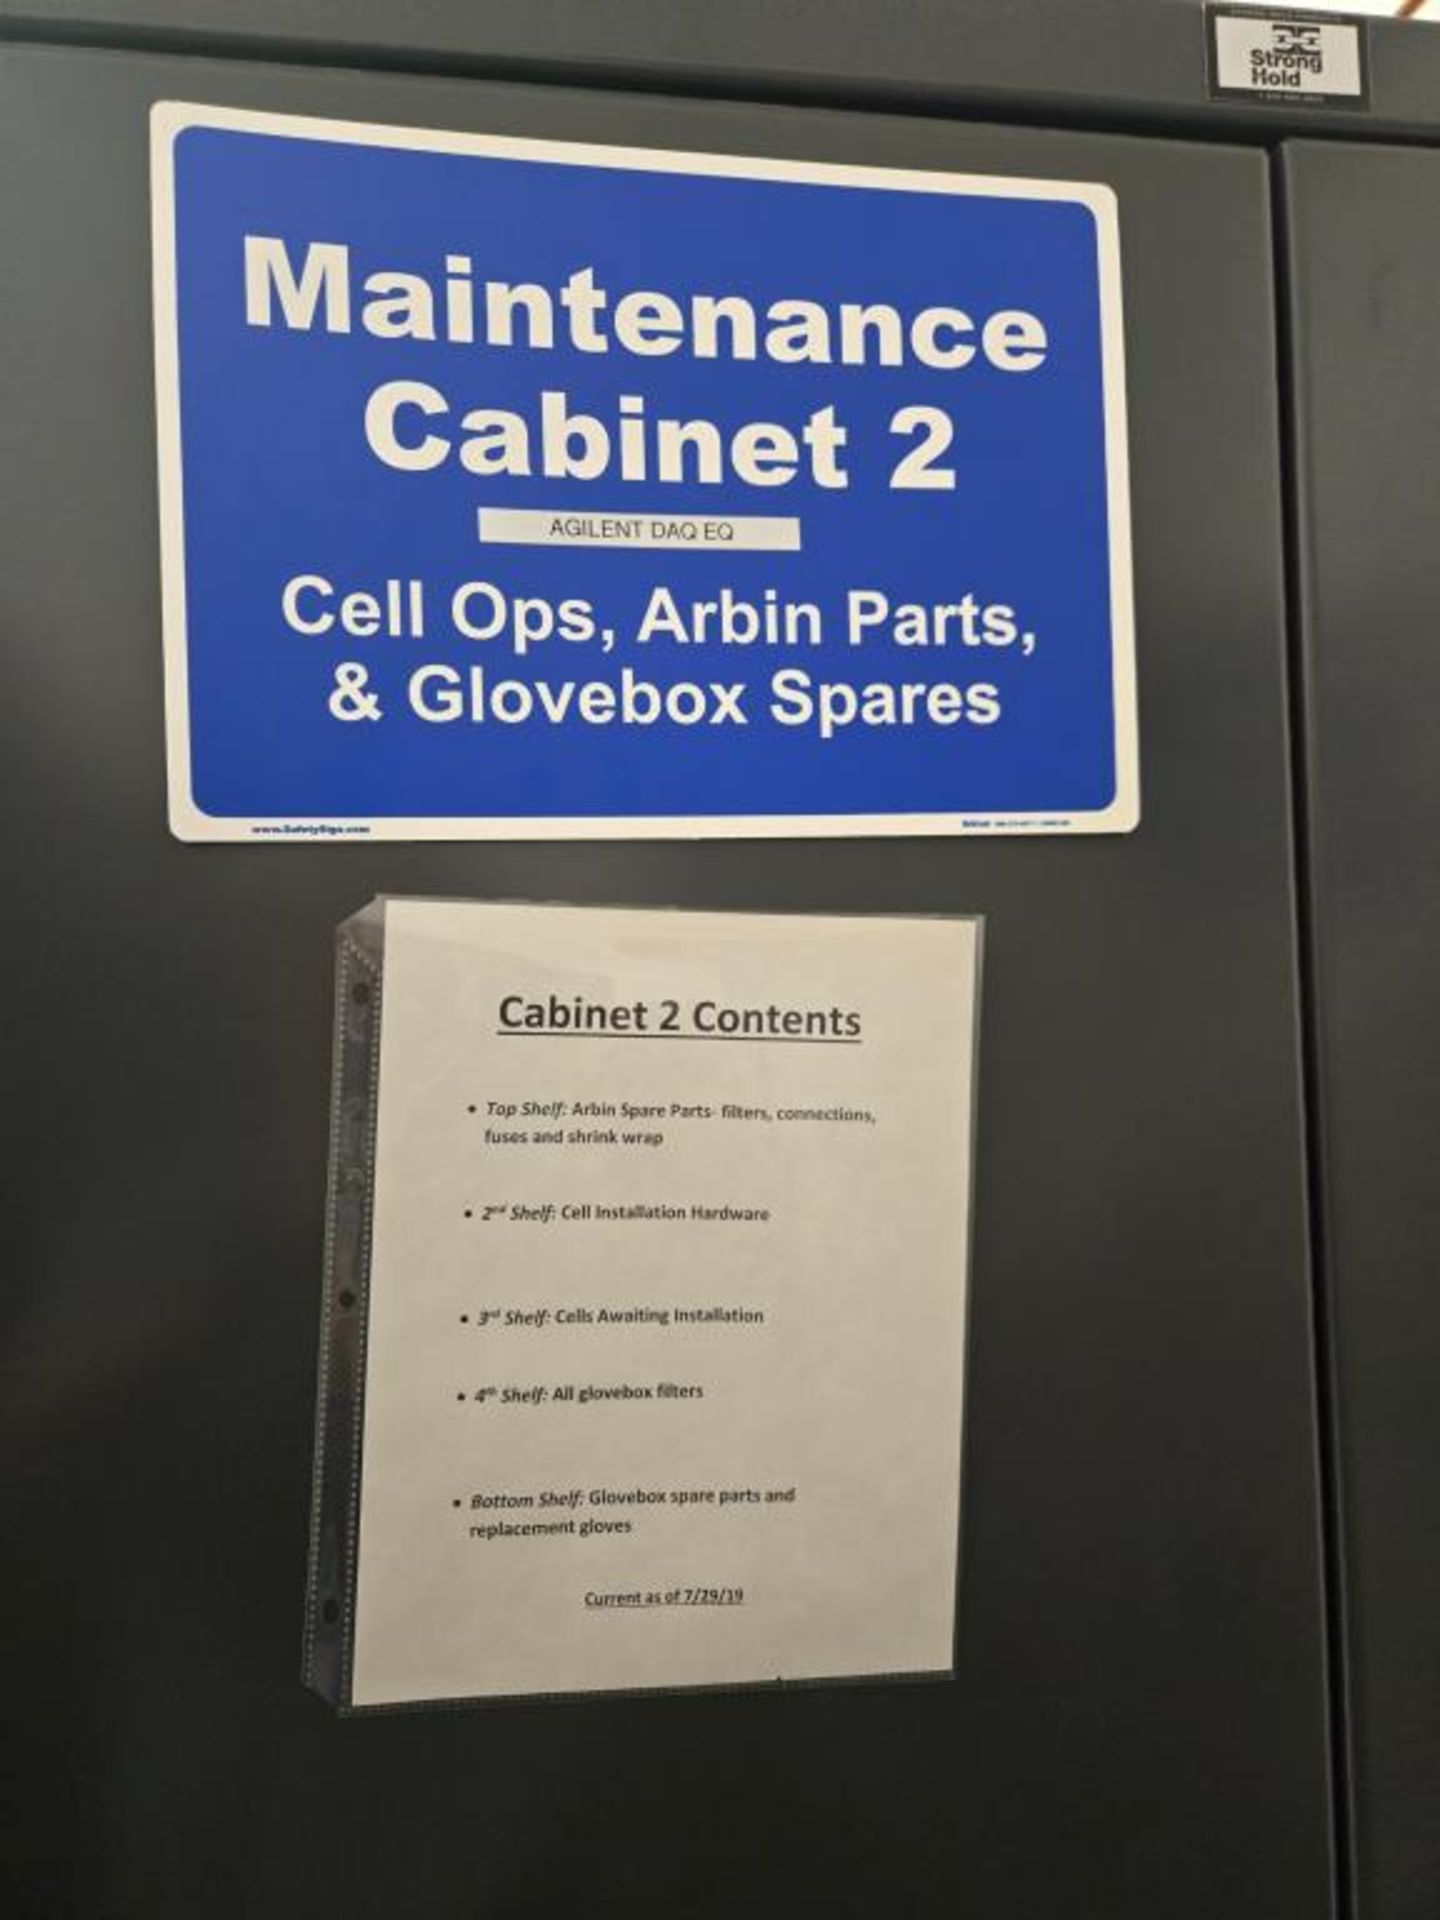 Strong
Hold
Maintenance
Cabinet 2
AGILENT DAQ EQ
Cell Ops, Arbin Parts,
& Glovebox Spares
www.SafetySign.com
Cabinet 2 Contents
• Top Shelf: Arbin Spare Parts- filters, connections,
fuses and shrink wrap
• 2nd Shelf: Cell Installation Hardware
• 3rd Shelf: Cells Awaiting Installation
• 4th Shelf: All glovebox filters
• Bottom Shelf: Glovebox spare parts and
replacement gloves
Current as of 7/29/19